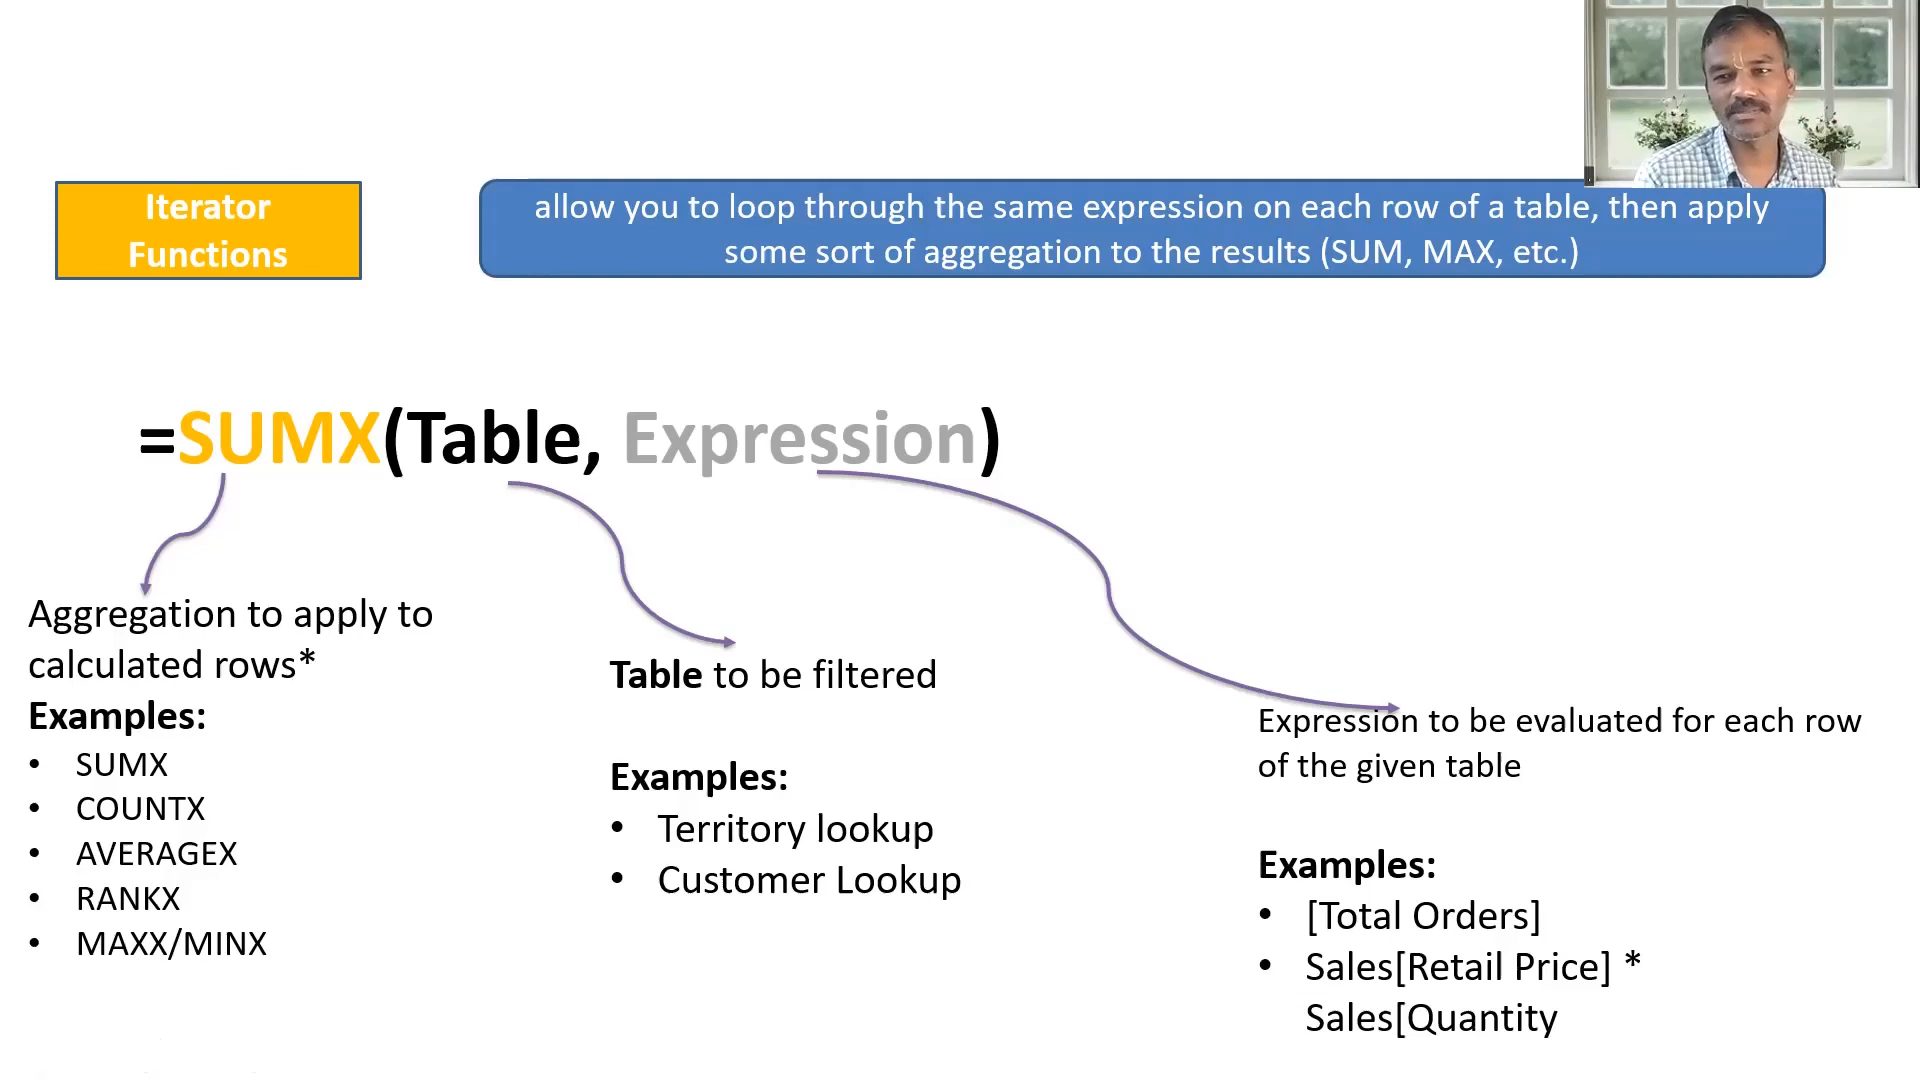 Iterator
Functions
allow you to loop through the same expression on each row of a table, then apply
some sort of aggregation to the results (SUM, MAX, etc.)
=SUMX(Table, Expression)
Aggregation to apply to
calculated rows*
Examples:
• SUMX
• COUNTX
• AVERAGEX
• RANKX
• MAXX/MINX
Table to be filtered
Examples:
• Territory lookup
• Customer Lookup
Expression to be evaluated for each row
of the given table
Examples:
• [Total Orders]
• Sales[Retail Price] *
Sales[Quantity